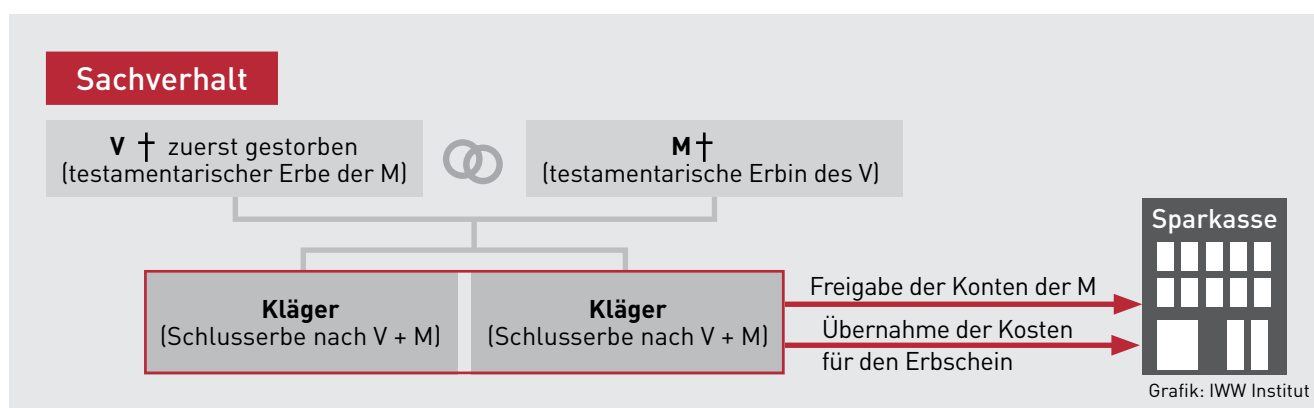 Sachverhalt
V † zuerst gestorben
(testamentarischer Erbe der M)
M †
(testamentarische Erbin des V)
Sparkasse
Kläger
(Schlusserbe nach V + M)
Kläger
(Schlusserbe nach V + M)
Freigabe der Konten der M
Übernahme der Kosten
für den Erbschein
Grafik: IWW Institut